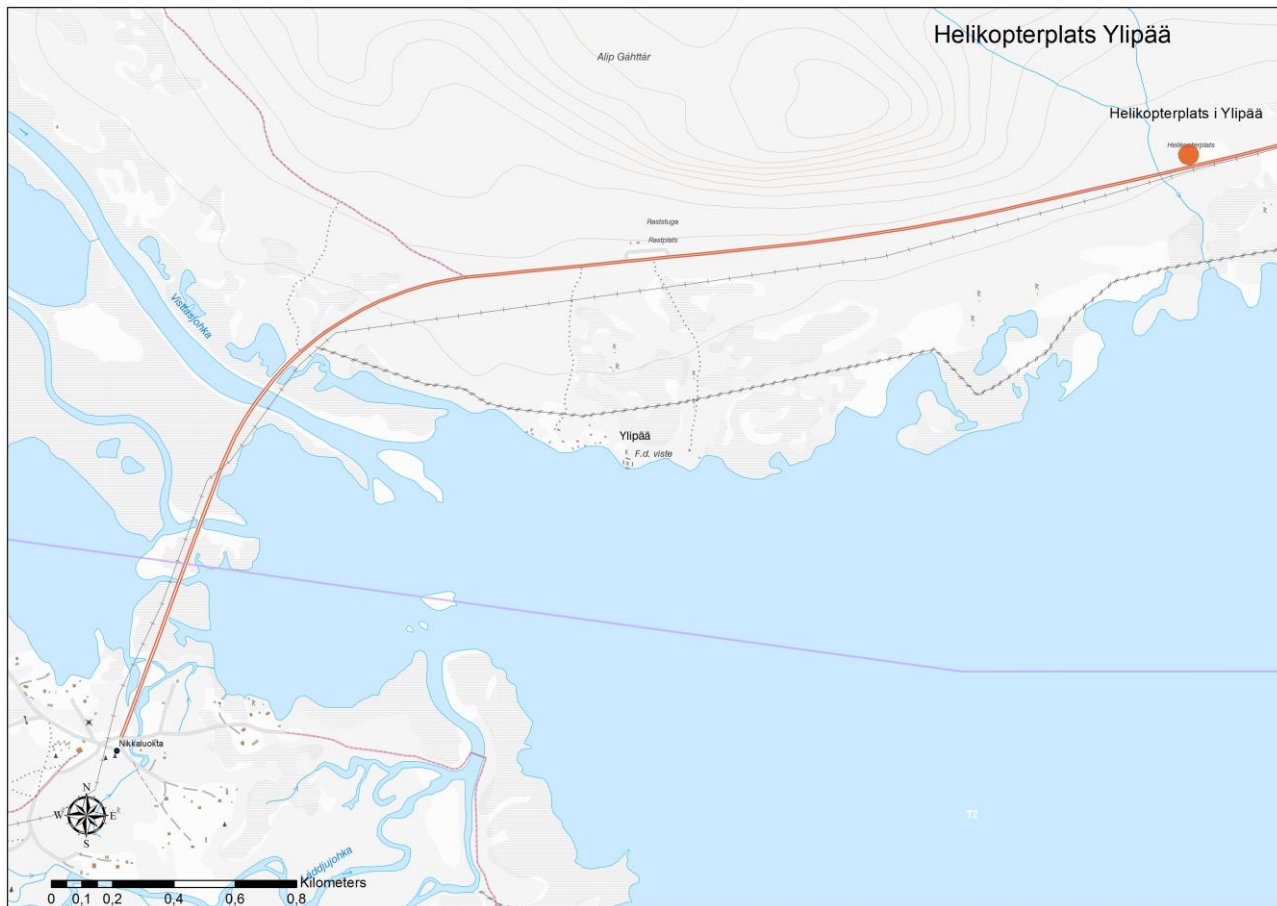 Helikopterplats Ylipää
Alip Gáhttár
Helikopterplats i Ylipää
Helikopterplats
Raststuga
Rastplats
Visttasjohka
Ylipää
F.d. viste
Nikkaluokta
N
W E
S
T2
Láddjujohka
Kilometers
0 0,1 0,2 0,4 0,6 0,8